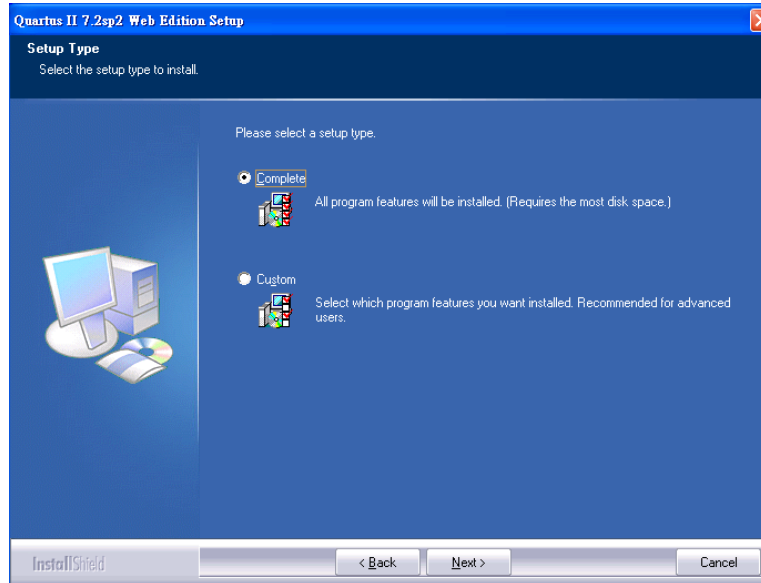 Quartus II 7.2sp2 Web Edition Setup
Setup Type
Select the setup type to install.
Please select a setup type.
Complete
All program features will be installed. (Requires the most disk space.)
Custom
Select which program features you want installed. Recommended for advanced
users.
InstallShield
< Back
Next >
Cancel